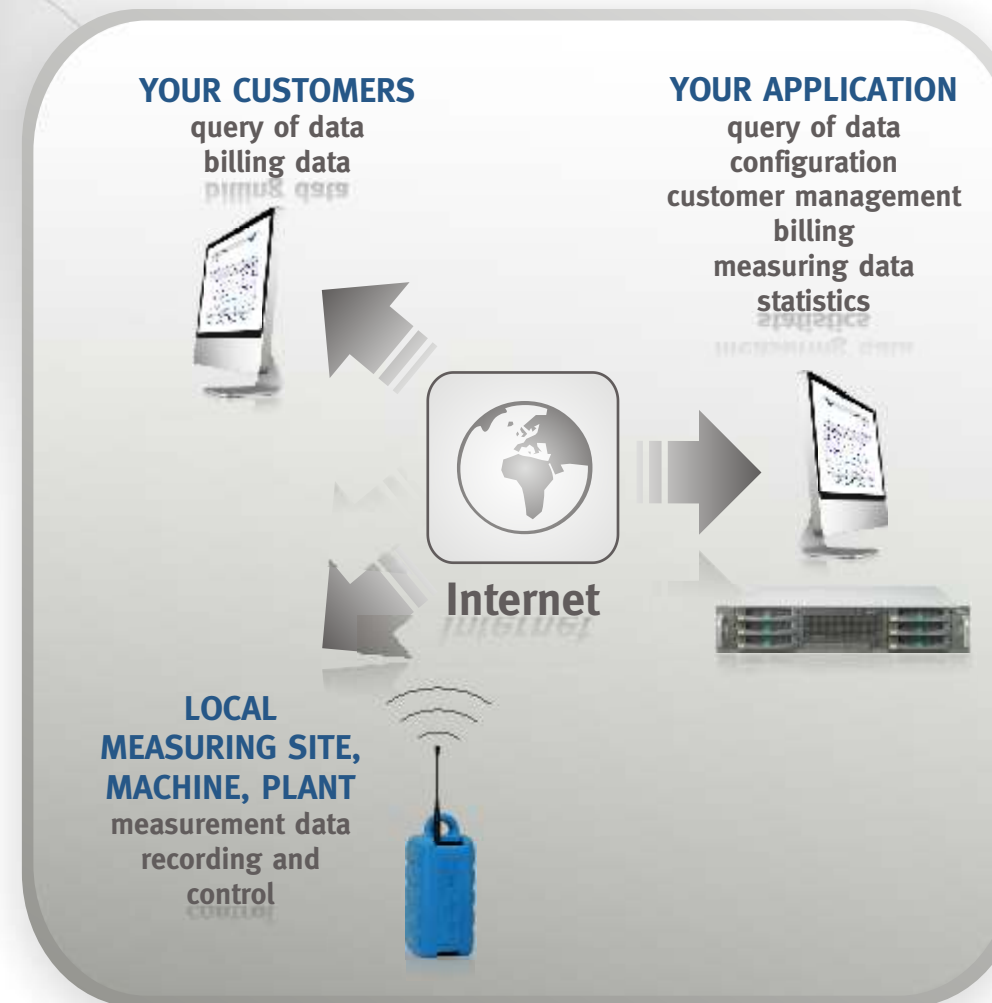 YOUR CUSTOMERS
query of data
billing data
YOUR APPLICATION
query of data
configuration
customer management
billing
measuring data
statistics
Internet
LOCAL
MEASURING SITE,
MACHINE, PLANT
measurement data
recording and
control